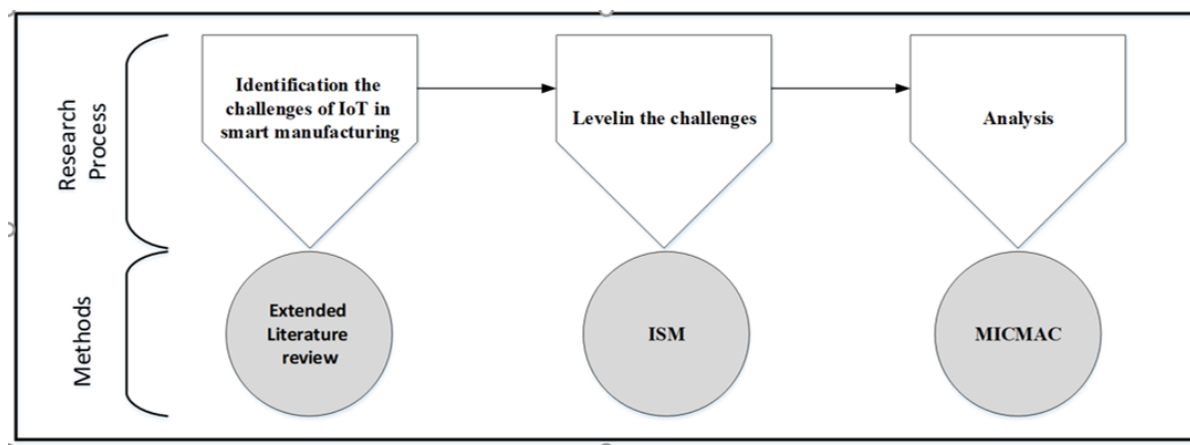 Research
Process
Identification the
challenges of IoT in
smart manufacturing
Levelin the challenges
Analysis
Methods
Extended
Literature
review
ISM
MICMAC